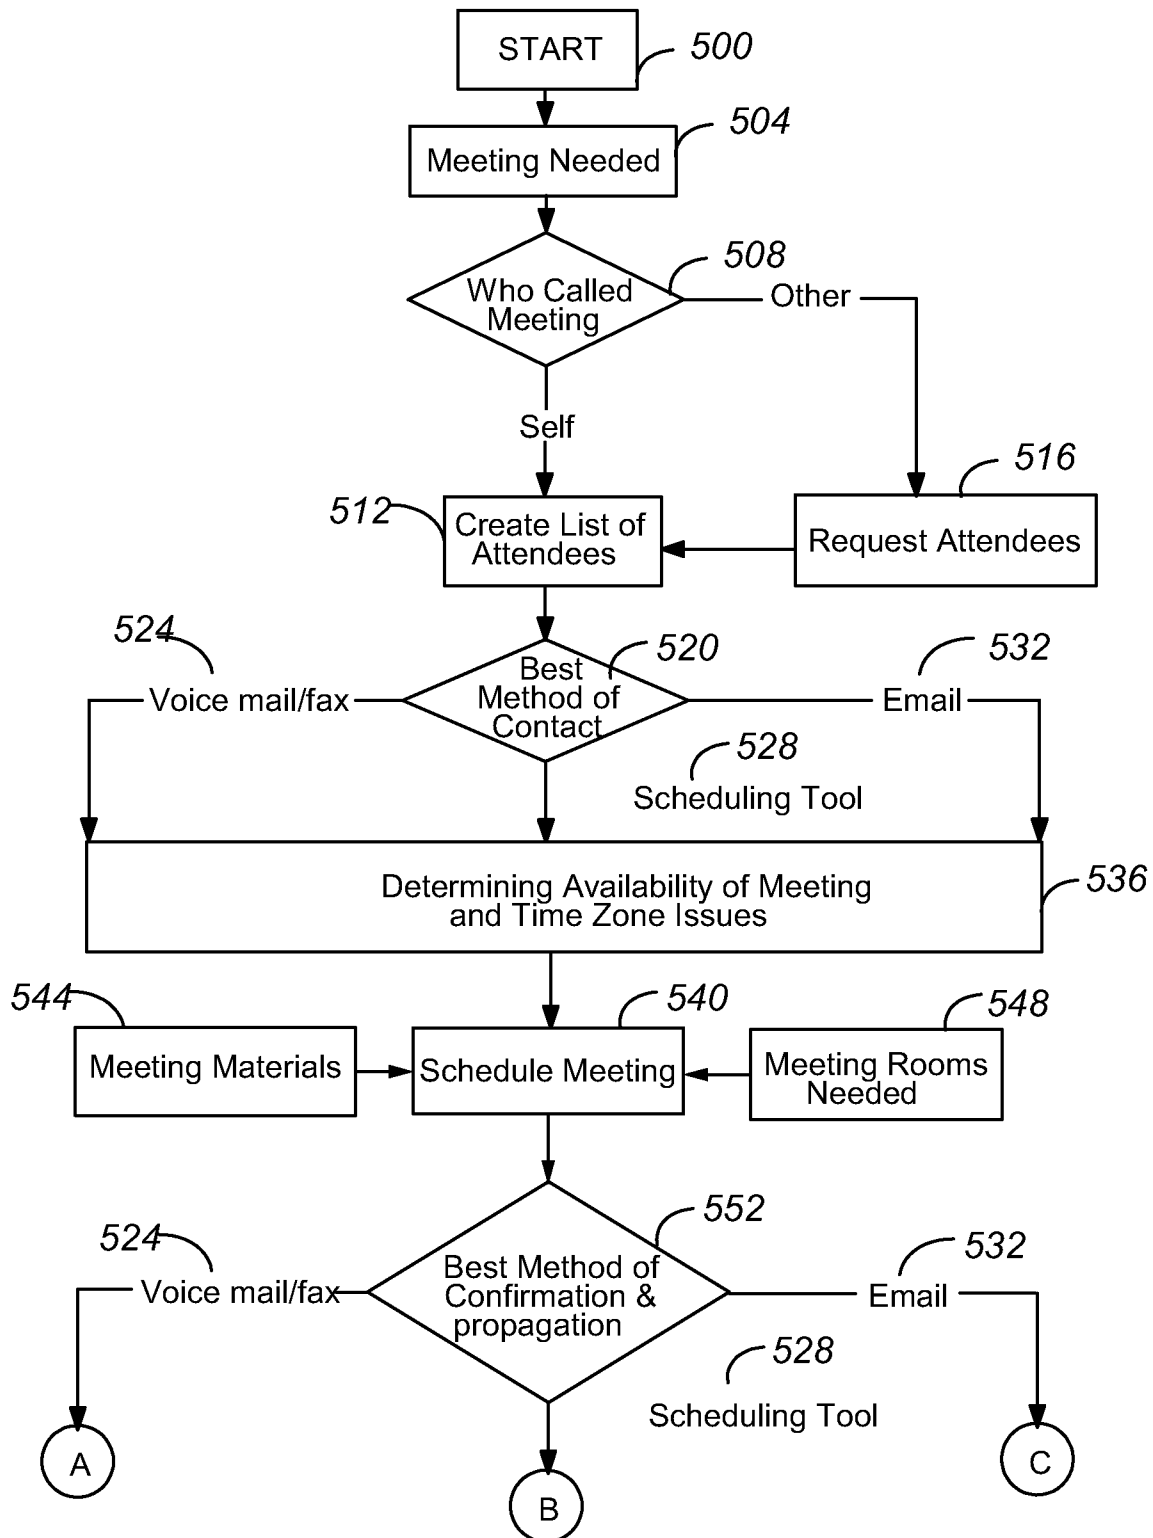 START
500
504
Meeting Needed
508
Who Called
Meeting
Other
Self
516
512
Create List of
Attendees
Request Attendees
524
520
532
Best
Method of
Contact
Voice mail/fax
Email
528
Scheduling Tool
Determining Availability of Meeting
and Time Zone Issues
536
544
540
548
Meeting Materials
Schedule Meeting
Meeting Rooms
Needed
552
524
532
Voice mail/fax
Best Method of
Confirmation &
propagation
Email
528
Scheduling Tool
A
B
C